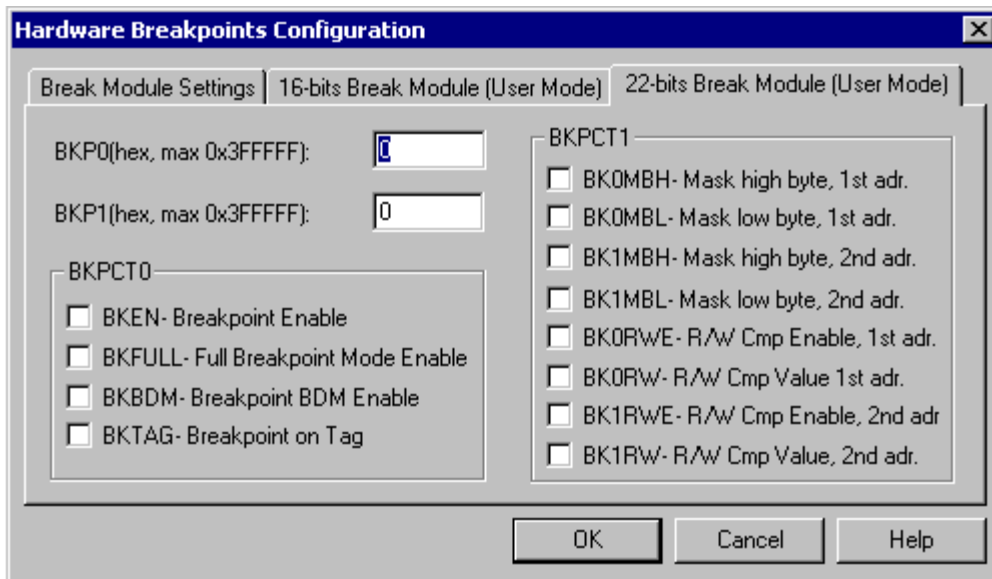 Hardware Breakpoints Configuration
Break Module Settings
16-bits Break Module (User Mode)
22-bits Break Module (User Mode)
BKP0(hex, max 0x3FFFFF):
0
BKP1(hex, max 0x3FFFFF):
0
BKPCT0
BKEN- Breakpoint Enable
BKFULL- Full Breakpoint Mode Enable
BKBDM- Breakpoint BDM Enable
BKTAG- Breakpoint on Tag
BKPCT1
BK0MBH- Mask high byte, 1st adr.
BK0MBL- Mask low byte, 1st adr.
BK1MBH- Mask high byte, 2nd adr.
BK1MBL- Mask low byte, 2nd adr.
BK0RWE- R/W Cmp Enable, 1st adr.
BK0RW- R/W Cmp Value 1st adr.
BK1RWE- R/W Cmp Enable, 2nd adr
BK1RW- R/W Cmp Value, 2nd adr.
OK
Cancel
Help